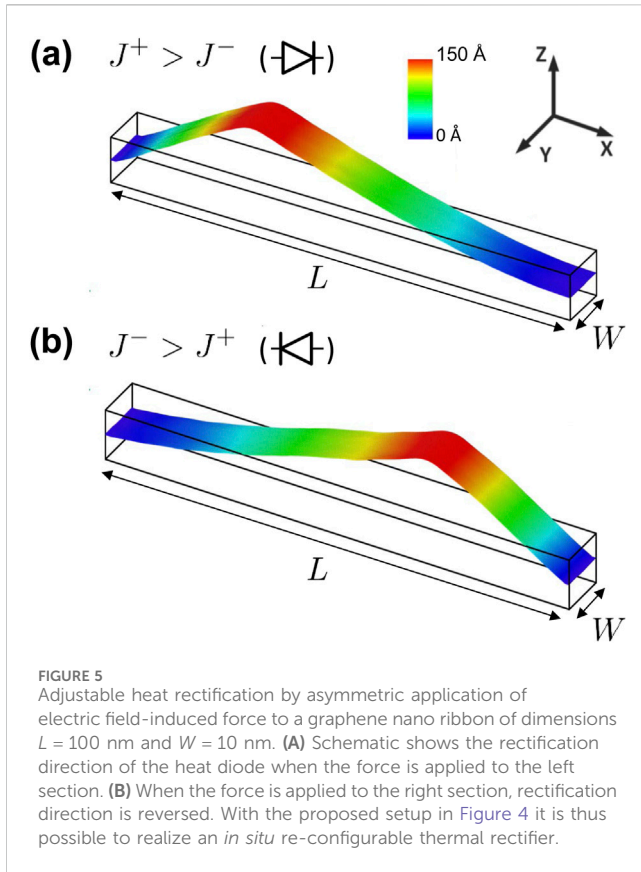 (a) J⁺ > J⁻ ( )
150 Å
0 Å
Z
Y
X
L
W
(b) J⁻ > J⁺ ( )
L
W
FIGURE 5
Adjustable heat rectification by asymmetric application of
electric field-induced force to a graphene nano ribbon of dimensions
L = 100 nm and W = 10 nm. (A) Schematic shows the rectification
direction of the heat diode when the force is applied to the left
section. (B) When the force is applied to the right section, rectification
direction is reversed. With the proposed setup in Figure 4 it is thus
possible to realize an in situ re-configurable thermal rectifier.